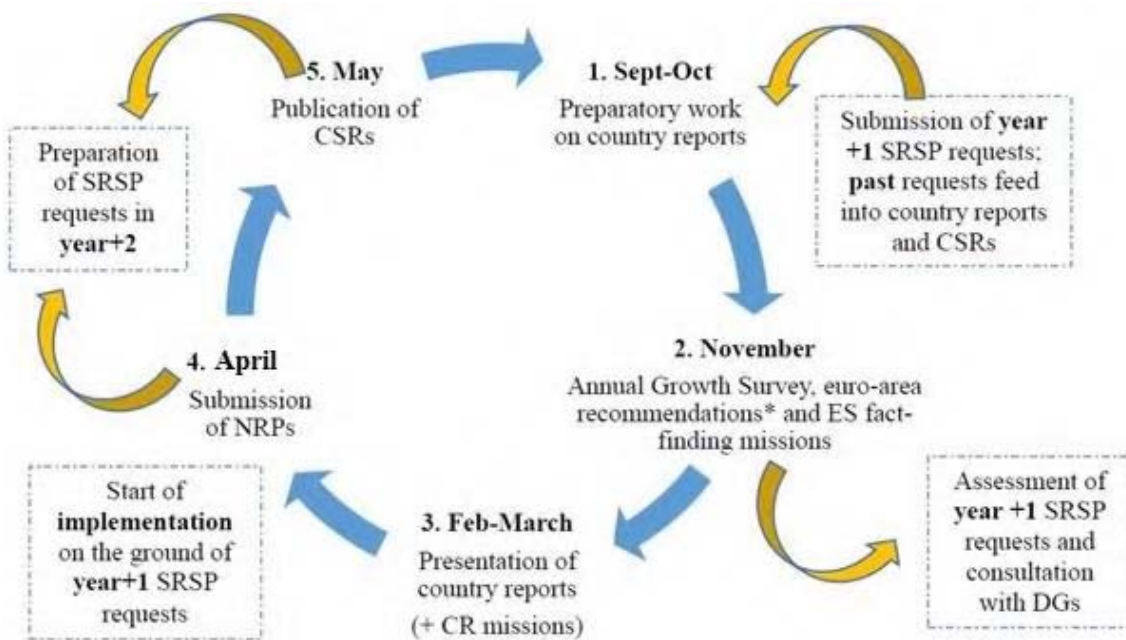 5. May
Publication of
CSRs
1. Sept-Oct
Preparatory work
on country reports
Submission of year
+1 SRSP requests;
past requests feed
into country reports
and CSRs
Preparation
of SRSP
requests in
year+2
2. November
Annual Growth Survey, euro-area
recommendations* and ES fact-
finding missions
4. April
Submission
of NRPs
Assessment of
year +1 SRSP
requests and
consultation
with DGs
3. Feb-March
Presentation of
country reports
(+ CR missions)
Start of
implementation
on the ground of
year+1 SRSP
requests